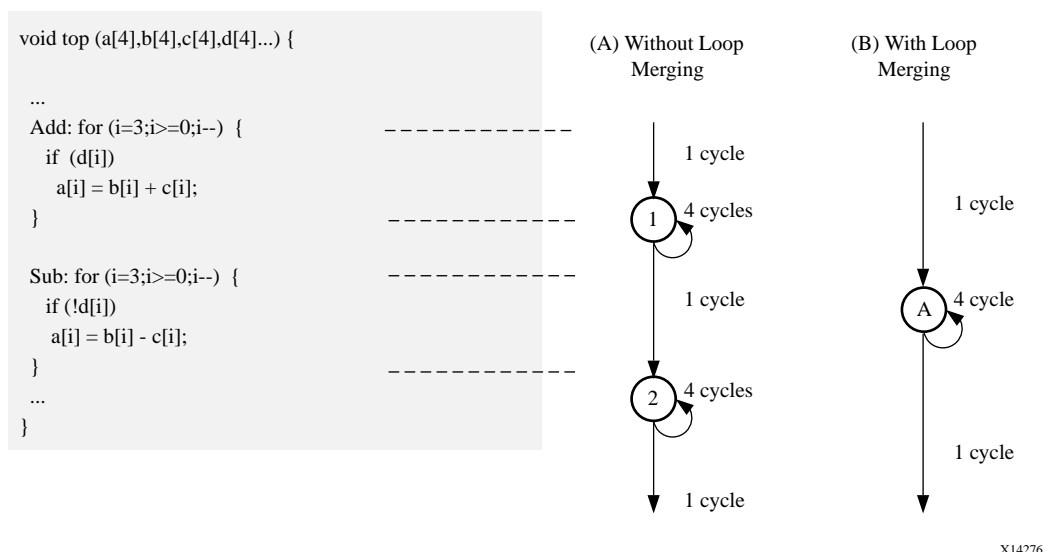 void top (a[4],b[4],c[4],d[4]...) {
...
Add: for (i=3;i>=0;i--) {
if (d[i])
a[i] = b[i] + c[i];
}
Sub: for (i=3;i>=0;i--) {
if (!d[i])
a[i] = b[i] - c[i];
}
...
}
(A) Without Loop
Merging
1 cycle
1
4 cycles
1 cycle
2
4 cycles
1 cycle
(B) With Loop
Merging
1 cycle
A
4 cycle
1 cycle
X14276